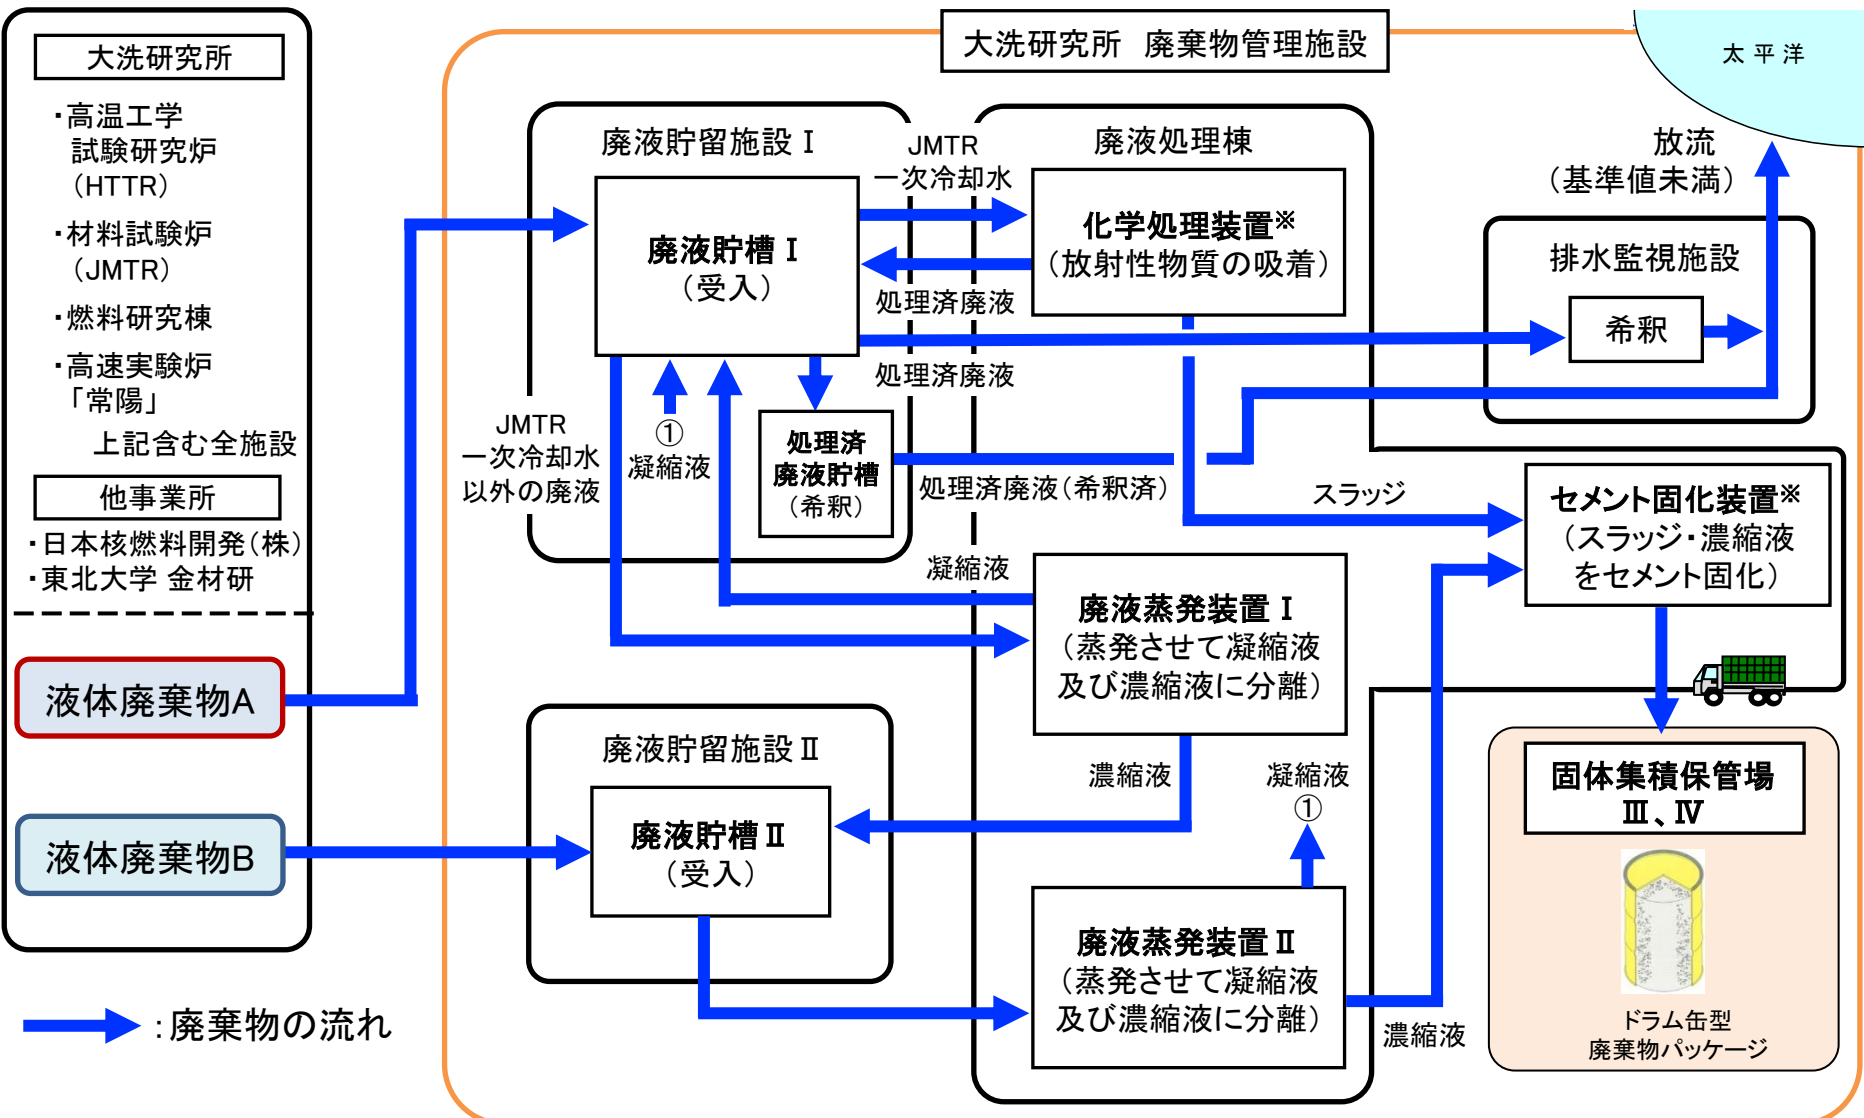 大洗研究所
・高温工学
試験研究炉
（HTTR）
・材料試験炉
（JMTR）
・燃料研究棟
・高速実験炉
「常陽」
上記含む全施設
他事業所
・日本核燃料開発（株）
・東北大学 金材研
液体廃棄物A
液体廃棄物B
：廃棄物の流れ
大洗研究所　廃棄物管理施設
太 平 洋
廃液貯留施設Ⅰ
廃液貯槽Ⅰ
（受入）
JMTR
一次冷却水
処理済廃液
処理済廃液
JMTR
一次冷却水
以外の廃液
①
凝縮液
処理済
廃液貯槽
（希釈）
処理済廃液（希釈済）
凝縮液
廃液処理棟
化学処理装置※
（放射性物質の吸着）
放流
（基準値未満）
排水監視施設
希釈
スラッジ
セメント固化装置※
（スラッジ・濃縮液
をセメント固化）
廃液蒸発装置Ⅰ
（蒸発させて凝縮液
及び濃縮液に分離）
濃縮液
凝縮液
①
廃液貯留施設Ⅱ
廃液貯槽Ⅱ
（受入）
廃液蒸発装置Ⅱ
（蒸発させて凝縮液
及び濃縮液に分離）
濃縮液
固体集積保管場
Ⅲ、Ⅳ
ドラム缶型
廃棄物パッケージ